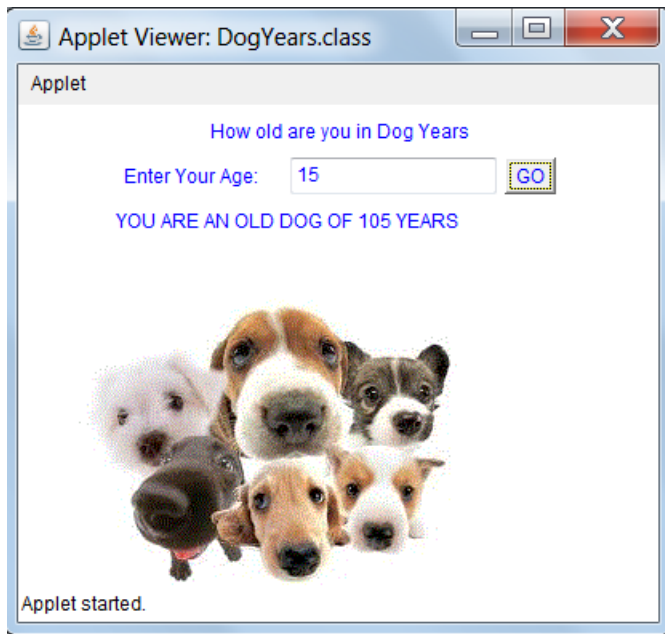 Applet Viewer: DogYears.class
Applet
How old are you in Dog Years
Enter Your Age: 15 GO
YOU ARE AN OLD DOG OF 105 YEARS
Applet started.